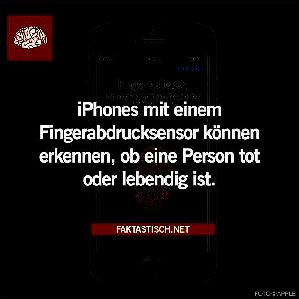 iPhones mit einem
Fingerabdrucksensor können
erkennen, ob eine Person tot
oder lebendig ist.
FAKTASTISCH.NET